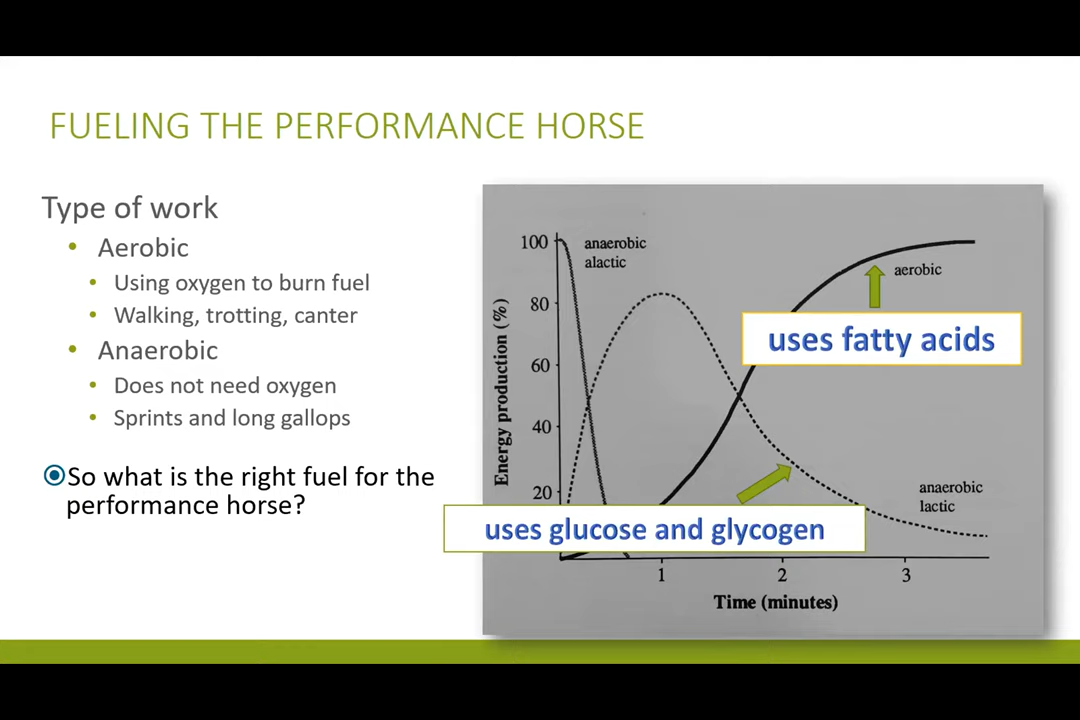 FUELING THE PERFORMANCE HORSE
Type of work
• Aerobic
• Using oxygen to burn fuel
• Walking, trotting, canter
• Anaerobic
• Does not need oxygen
• Sprints and long gallops
So what is the right fuel for the
performance horse?
Energy production (%)
100
80
60
40
20
anaerobic
alactic
aerobic
uses fatty acids
anaerobic
lactic
uses glucose and glycogen
1
2
3
Time (minutes)